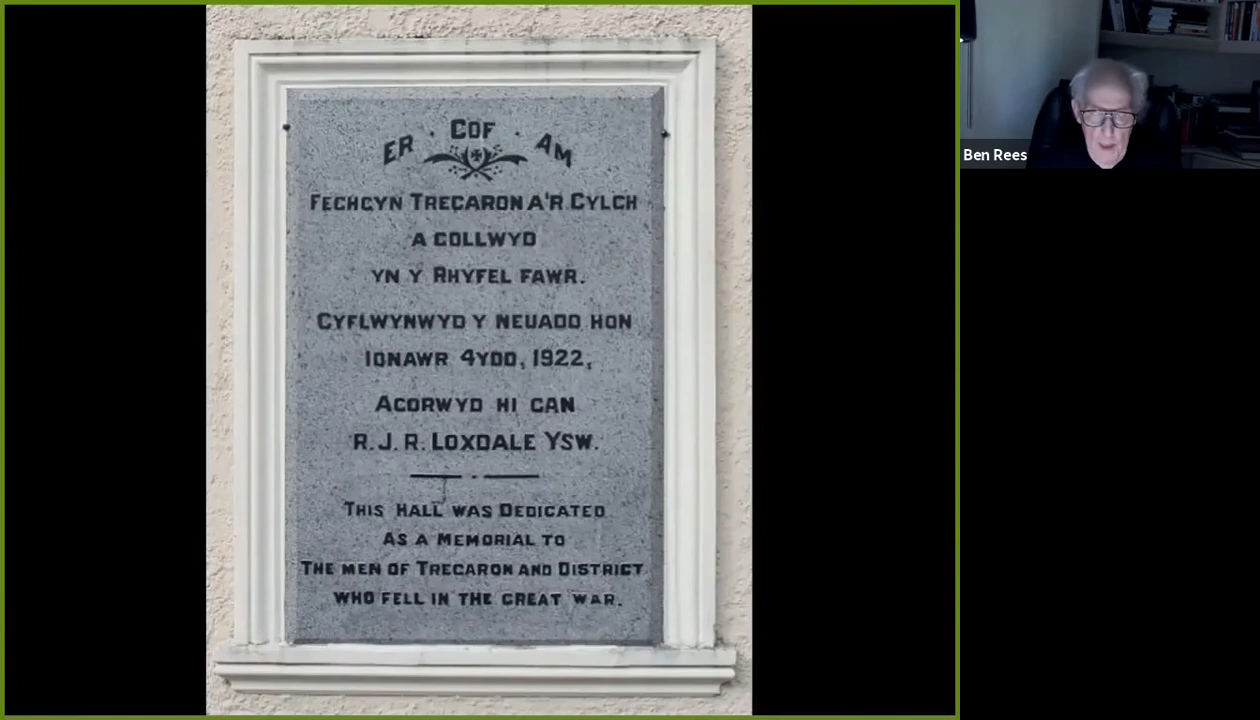 ER · COF · AM
FECHGYN TREGARON A'R CYLCH
A GOLLWYD
YN Y RHYFEL FAWR.
CYFLWYNWYD Y NEUADD HON
IONAWR 4YDD, 1922,
AGORWYD HI GAN
R. J. R. LOXDALE YSW.
THIS HALL WAS DEDICATED
AS A MEMORIAL TO
THE MEN OF TREGARON AND DISTRICT
WHO FELL IN THE GREAT WAR.
Ben Rees